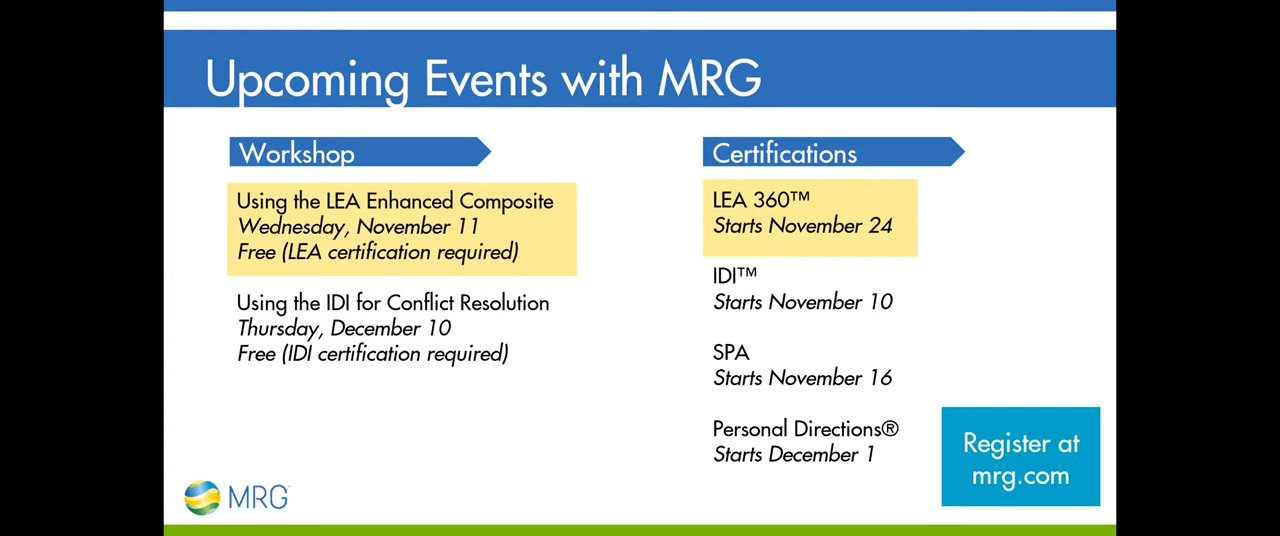 Upcoming Events with MRG
Workshop
Using the LEA Enhanced Composite
Wednesday, November 11
Free (LEA certification required)
Using the IDI for Conflict Resolution
Thursday, December 10
Free (IDI certification required)
Certifications
LEA 360™
Starts November 24
IDI™
Starts November 10
SPA
Starts November 16
Personal Directions®
Starts December 1
Register at
mrg.com
MRG